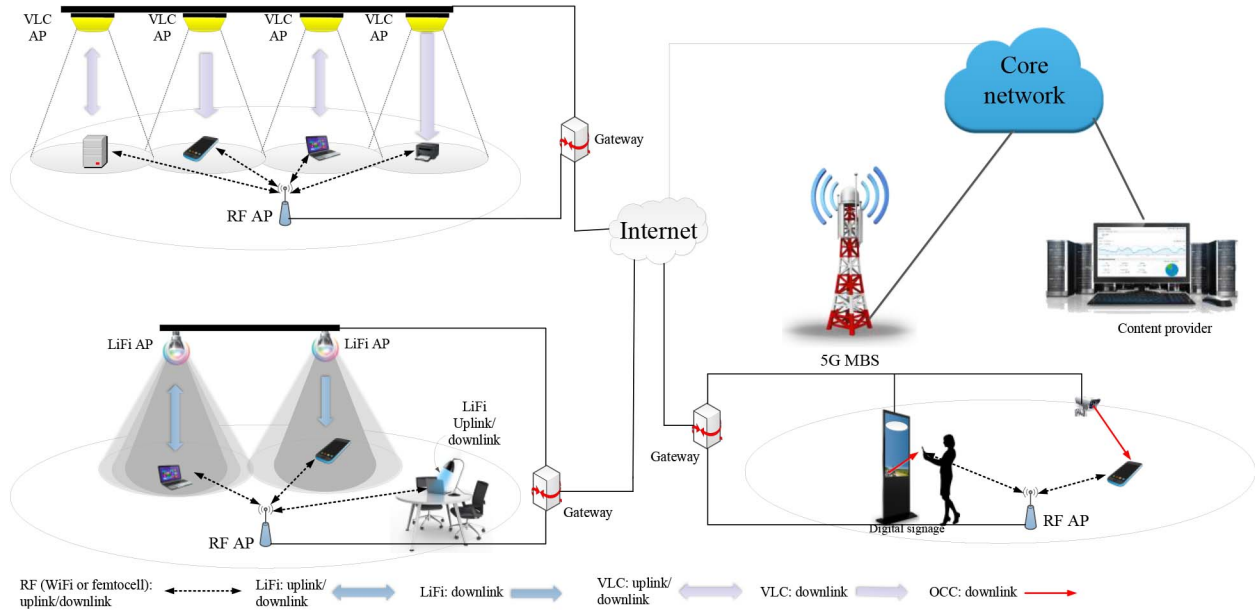 VLC
AP
VLC
AP
VLC
AP
VLC
AP
Gateway
RF AP
Internet
Core
network
Content provider
5G MBS
LiFi AP
LiFi AP
LiFi
Uplink/
downlink
Gateway
RF AP
Gateway
Digital signage
RF AP
RF (WiFi or femtocell):
uplink/downlink
LiFi: uplink/
downlink
LiFi: downlink
VLC: uplink/
downlink
VLC: downlink
OCC: downlink